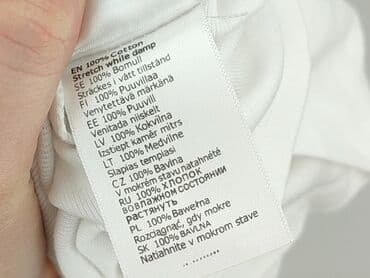 EN 100% Cotton
Stretch while damp
SE 100% Bomull
Sträckes i vått tillstånd
FI 100% Puuvillaa
Venytettävä märkänä
EE 100% Puuvill
Venitada niiskelt
LV 100% Kokvilna
Izstiept kamēr mitrs
LT 100% Medvilnė
Šlapias tempiasi
CZ 100% Bavlna
V mokrém stavu natáhněte
RU 100% ХЛОПОК
ВО ВЛАЖНОМ СОСТОЯНИИ
РАСТЯНУТЬ
PL 100% Bawełna
Rozciągnąć, gdy mokre
SK 100% BAVLNA
Natiahnite v mokrom stave